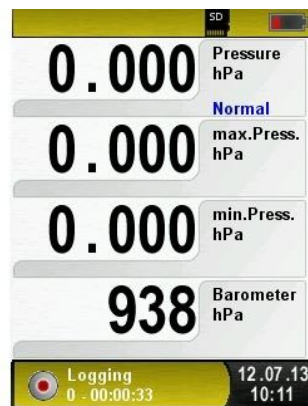 SD
0.000 Pressure
hPa
Normal
0.000 max.Press.
hPa
0.000 min.Press.
hPa
938 Barometer
hPa
Logging 12.07.13
0 - 00:00:33 10:11